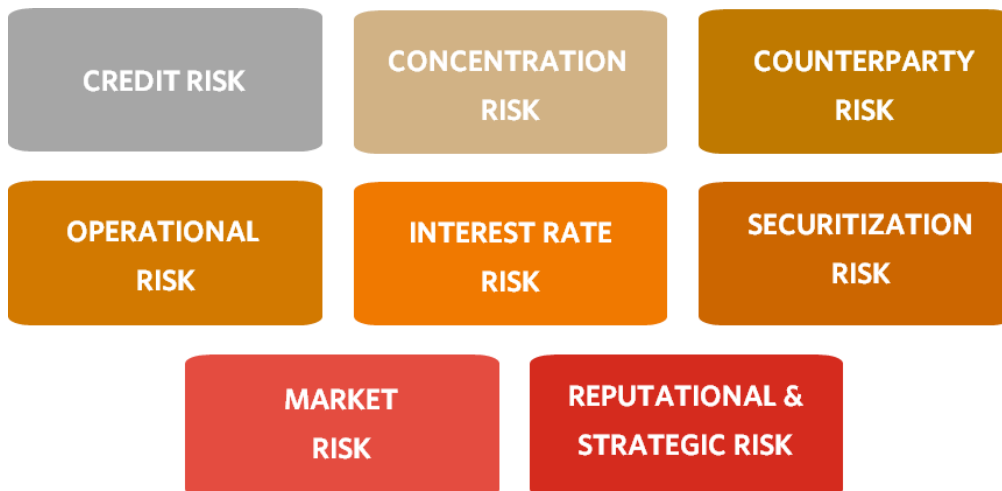 CREDIT RISK
CONCENTRATION
RISK
COUNTERPARTY
RISK
OPERATIONAL
RISK
INTEREST RATE
RISK
SECURITIZATION
RISK
MARKET
RISK
REPUTATIONAL &
STRATEGIC RISK